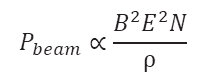 P_beam ∝ B²E²N / ρ